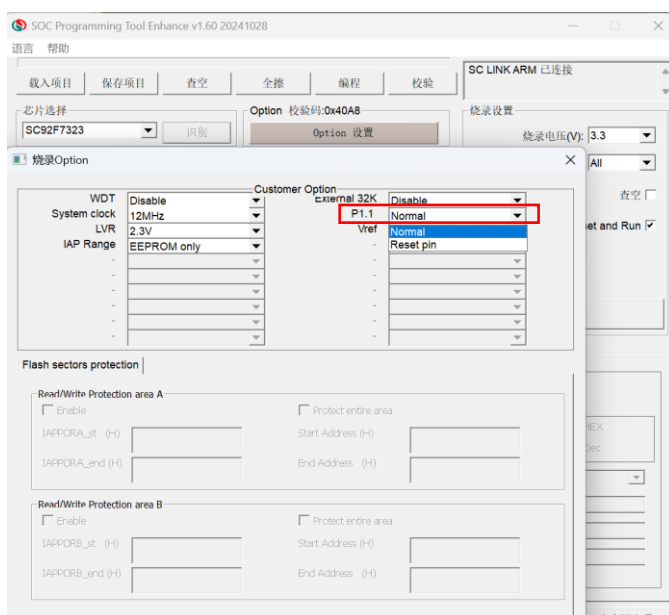 SOC Programming Tool Enhance v1.60 20241028
语言 帮助
载入项目 保存项目 查空 全擦 编程 校验
SC LINK ARM 已连接
芯片选择
SC92F7323 识别
Option 校验码:0x40A8
Option 设置
烧录设置
烧录电压(V): 3.3
All
查空
et and Run
烧录Option
Customer Option
WDT Disable
System clock 12MHz
LVR 2.3V
IAP Range EEPROM only
External 32K Disable
P1.1 Normal
Vref Normal
Reset pin
Flash sectors protection
Read/Write Protection area A
Enable Protect entire area
IAPPORA_st (H) Start Address (H)
IAPPORA_end (H) End Address (H)
Read/Write Protection area B
Enable Protect entire area
IAPPORB_st (H) Start Address (H)
IAPPORB_end (H) End Address (H)
HEX
Dec